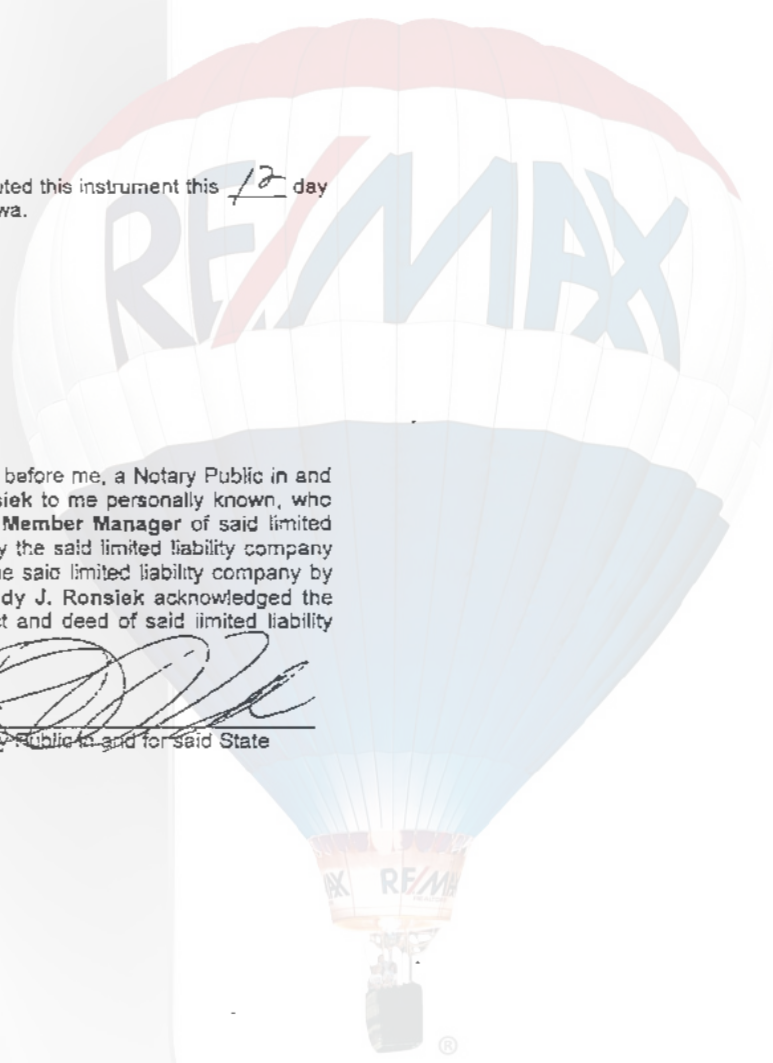 RE/MAX
ted this instrument this 12 day
wa.
before me, a Notary Public in and
siek to me personally known, who
Member Manager of said limited
y the said limited liability company
e said limited liability company by
dy J. Ronsiek acknowledged the
t and deed of said limited liability
y Public in and for said State
AX RE/MA
®